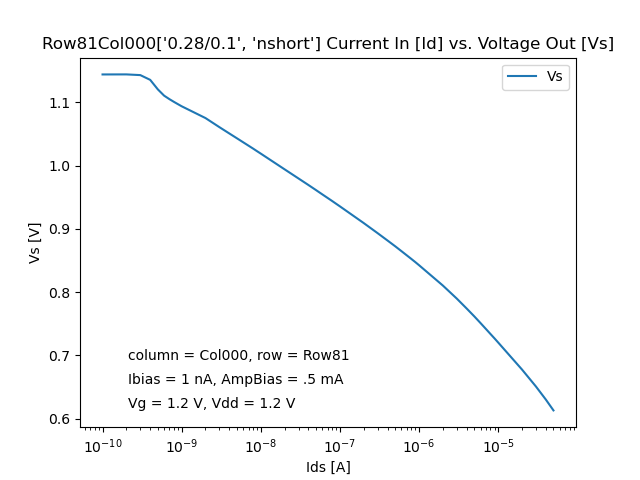 Row81Col000['0.28/0.1', 'nshort'] Current In [Id] vs. Voltage Out [Vs]
Vs
1.1
1.0
0.9
0.8
0.7
0.6
Vs [V]
column = Col000, row = Row81
Ibias = 1 nA, AmpBias = .5 mA
Vg = 1.2 V, Vdd = 1.2 V
10⁻¹⁰ 10⁻⁹ 10⁻⁸ 10⁻⁷ 10⁻⁶ 10⁻⁵
Ids [A]